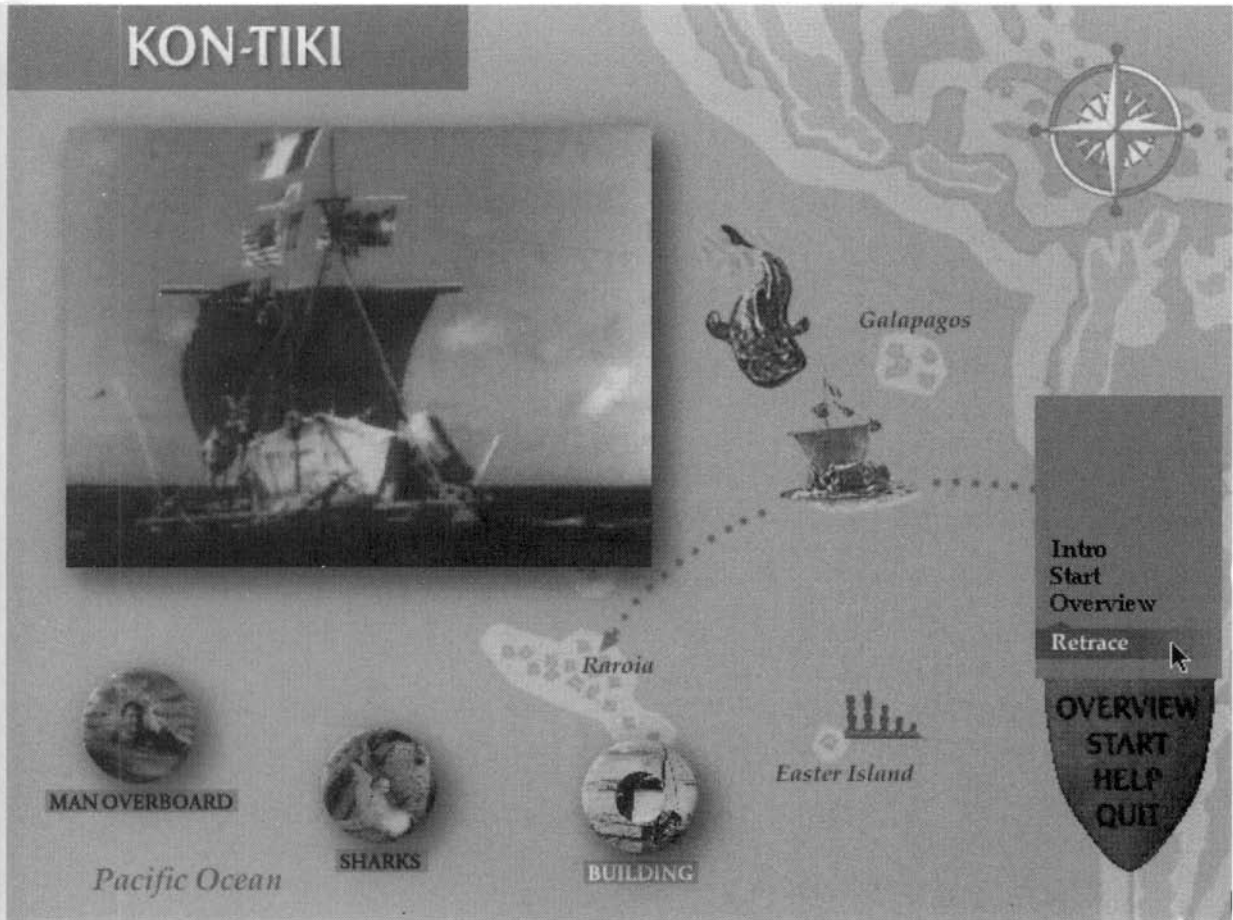 KON-TIKI
Galapagos
Intro
Start
Overview
Retrace
Raroia
OVERVIEW
START
HELP
QUIT
Easter Island
MAN OVERBOARD
SHARKS
BUILDING
Pacific Ocean